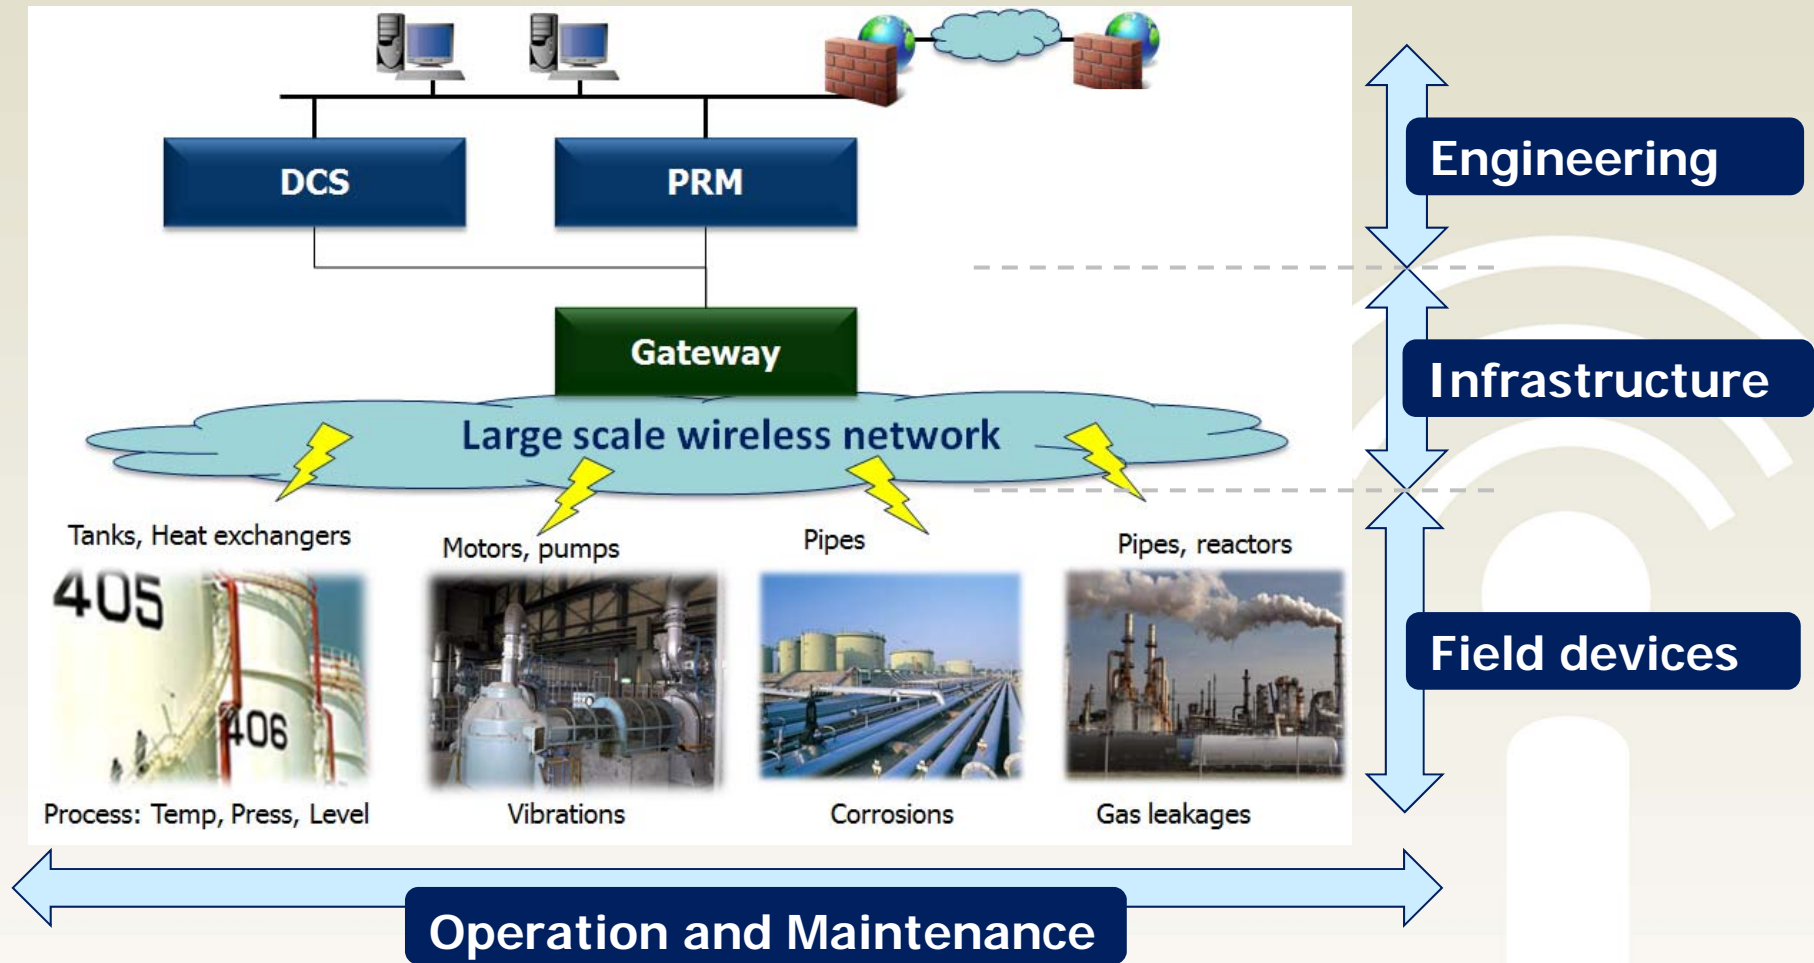 DCS
PRM
Engineering
Gateway
Infrastructure
Large scale wireless network
Tanks, Heat exchangers
Motors, pumps
Pipes
Pipes, reactors
405
406
Field devices
Process: Temp, Press, Level
Vibrations
Corrosions
Gas leakages
Operation and Maintenance